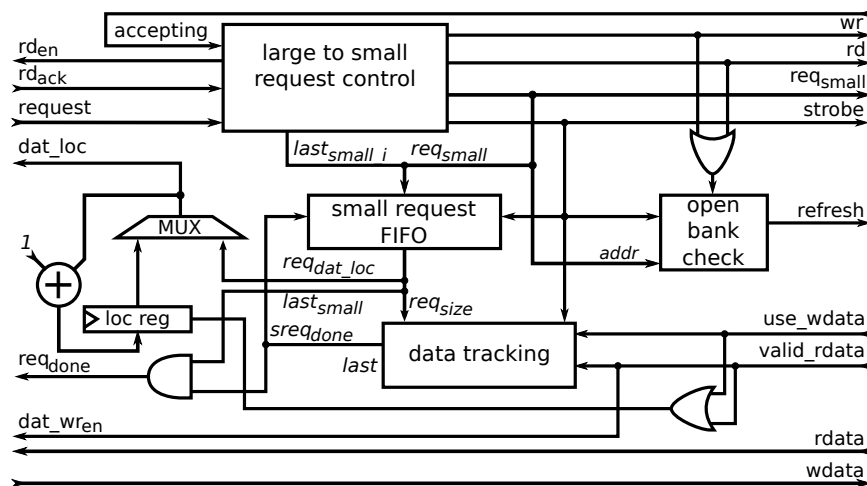 accepting
wr
rd_en
large to small
request control
rd
rd_ack
req_small
request
strobe
dat_loc
last_small_i
req_small
MUX
small request
FIFO
open
bank
check
refresh
1
req_dat_loc
addr
loc reg
last_small
req_size
sreq_done
use_wdata
req_done
last
data tracking
valid_rdata
dat_wr_en
rdata
wdata